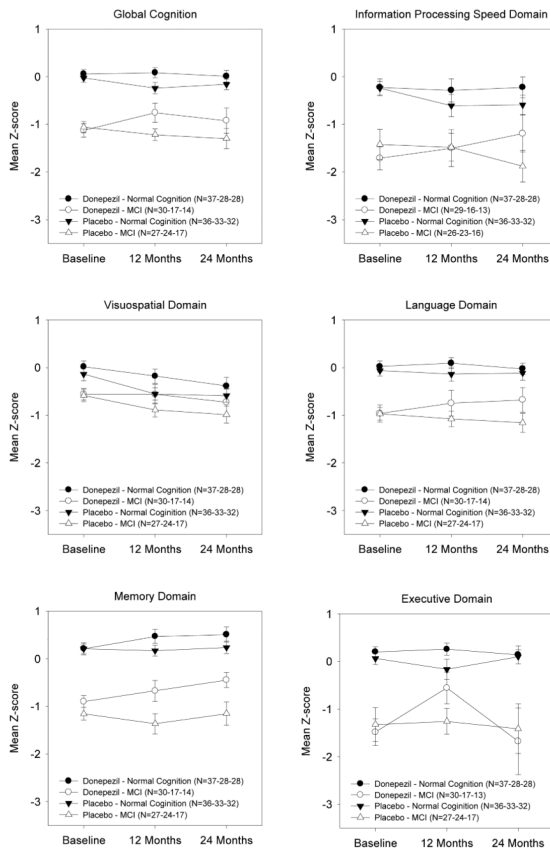 Global Cognition
1
0
-1
-2
-3
Mean Z-score
Donepezil - Normal Cognition (N=37-28-28)
Donepezil - MCI (N=30-17-14)
Placebo - Normal Coginition (N=36-33-32)
Placebo - MCI (N=27-24-17)
Baseline 12 Months 24 Months
Information Processing Speed Domain
1
0
-1
-2
-3
Mean Z-score
Donepezil - Normal Cognition (N=37-28-28)
Donepezil - MCI (N=29-16-13)
Placebo - Normal Coginition (N=36-33-32)
Placebo - MCI (N=26-23-16)
Baseline 12 Months 24 Months
Visuospatial Domain
1
0
-1
-2
-3
Mean Z-score
Donepezil - Normal Cognition (N=37-28-28)
Donepezil - MCI (N=30-17-14)
Placebo - Normal Coginition (N=36-33-32)
Placebo - MCI (N=27-24-17)
Baseline 12 Months 24 Months
Language Domain
1
0
-1
-2
-3
Mean Z-score
Donepezil - Normal Cognition (N=37-28-28)
Donepezil - MCI (N=30-17-14)
Placebo - Normal Coginition (N=36-33-32)
Placebo - MCI (N=27-24-17)
Baseline 12 Months 24 Months
Memory Domain
1
0
-1
-2
-3
Mean Z-score
Donepezil - Normal Cognition (N=37-28-28)
Donepezil - MCI (N=30-17-14)
Placebo - Normal Coginition (N=36-33-32)
Placebo - MCI (N=27-24-17)
Baseline 12 Months 24 Months
Executive Domain
1
0
-1
-2
-3
Mean Z-score
Donepezil - Normal Cognition (N=37-28-28)
Donepezil - MCI (N=30-17-13)
Placebo - Normal Coginition (N=36-33-32)
Placebo - MCI (N=27-24-17)
Baseline 12 Months 24 Months